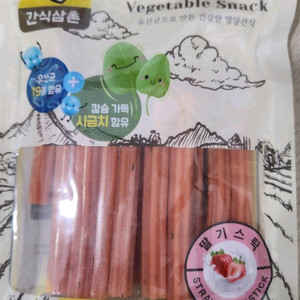 간식삼촌
Vegetable Snack
유산균으로 만든 건강한 영양간식
유산균
19종 함유
칼슘 가득
시금치 함유
딸기스틱
STRAWBERRY STICK